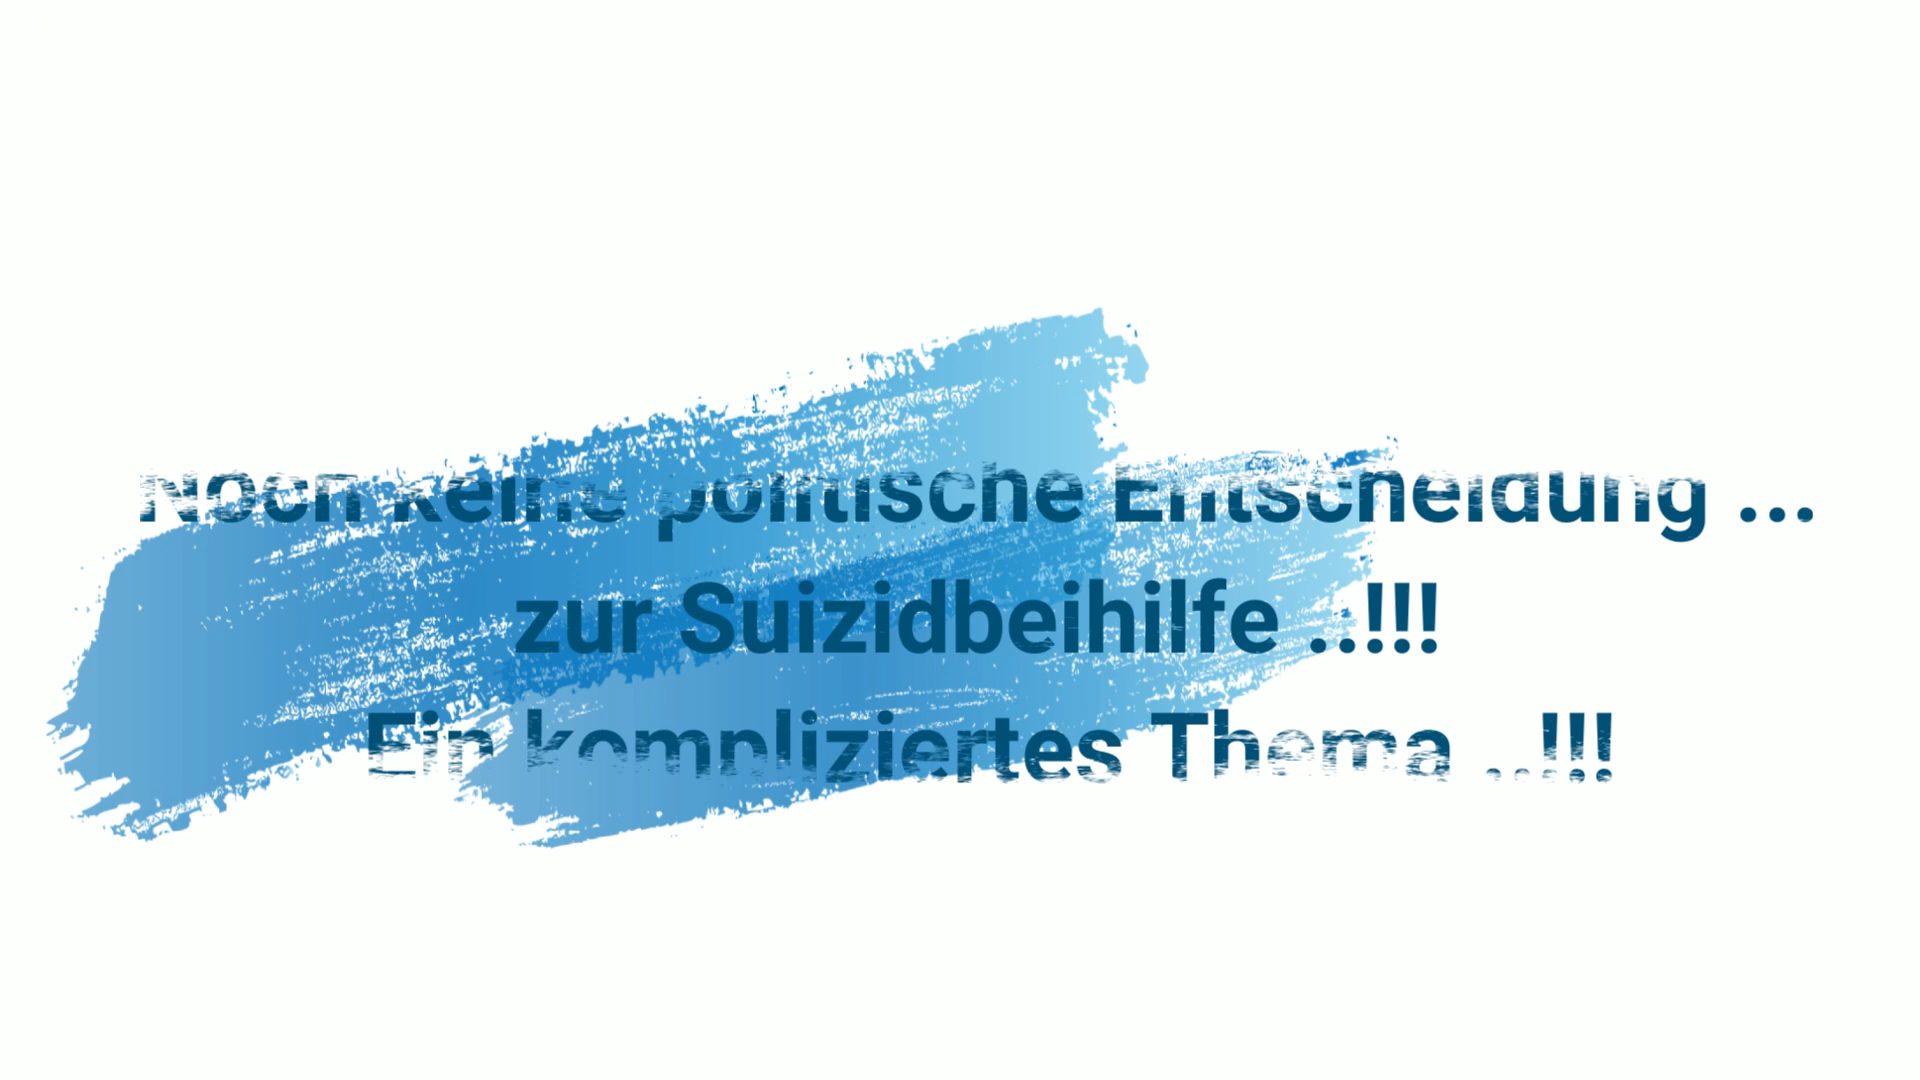 Noch keine politische Entscheidung ...
zur Suizidbeihilfe ..!!!
Ein kompliziertes Thema ..!!!